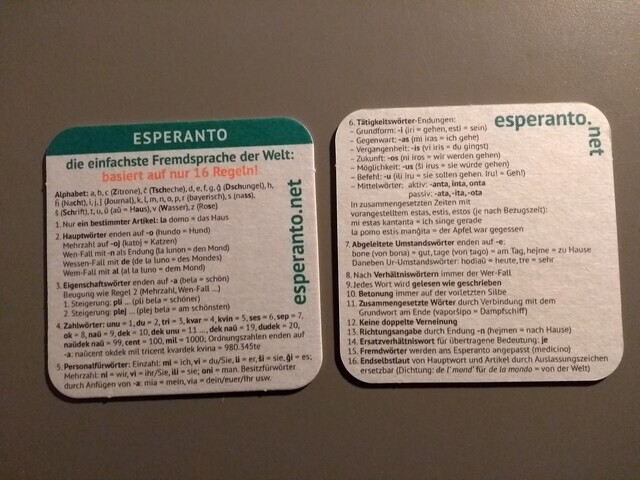 ESPERANTO
die einfachste Fremdsprache der Welt:
basiert auf nur 16 Regeln!
Alphabet: a, b, c (Zitrone), ĉ (Tscheche), d, e, f, g, ĝ (Dschungel), h,
ĥ (Nacht), i, j, ĵ (Journal), k, l, m, n, o, p, r (bayerisch), s (nass),
ŝ (Schrift), t, u, ŭ (aŭ = Haus), v (Wasser), z (Rose)
1. Nur ein bestimmter Artikel: la domo = das Haus
2. Hauptwörter enden auf -o (hundo = Hund)
Mehrzahl auf -oj (katoj = Katzen)
Wen-Fall mit -n als Endung (la lunon = den Mond)
Wessen-Fall mit de (de la luno = des Mondes)
Wem-Fall mit al (al la luno = dem Mond)
3. Eigenschaftswörter enden auf -a (bela = schön)
Beugung wie Regel 2 (Mehrzahl, Wen-Fall ...)
1. Steigerung: pli ... (pli bela = schöner)
2. Steigerung: plej ... (plej bela = am schönsten)
4. Zahlwörter: unu = 1, du = 2, tri = 3, kvar = 4, kvin = 5, ses = 6, sep = 7,
ok = 8, naŭ = 9, dek = 10, dek unu = 11 ..., dek naŭ = 19, dudek = 20,
naŭdek naŭ = 99, cent = 100, mil = 1000; Ordnungszahlen enden auf
-a: naŭcent okdek mil tricent kvardek kvina = 980.345te
5. Personalfürwörter: Einzahl: mi = ich, vi = du/Sie, li = er, ŝi = sie, ĝi = es;
Mehrzahl: ni = wir, vi = ihr/Sie, ili = sie; oni = man. Besitzfürwörter
durch Anfügen von -a: mia = mein, via = dein/euer/Ihr usw.
esperanto.net
6. Tätigkeitswörter-Endungen:
– Grundform: -i (iri = gehen, esti = sein)
– Gegenwart: -as (mi iras = ich gehe)
– Vergangenheit: -is (vi iris = du gingst)
– Zukunft: -os (ni iros = wir werden gehen)
– Möglichkeit: -us (ŝi irus = sie würde gehen)
– Befehl: -u (ili iru = sie sollen gehen. Iru! = Geh!)
– Mittelwörter: aktiv: -anta, inta, onta
passiv: -ata, -ita, -ota
In zusammengesetzten Zeiten mit
vorangestelltem estas, estis, estos (je nach Bezugszeit):
mi estas kantanta = ich singe gerade
la pomo estis manĝita = der Apfel war gegessen
7. Abgeleitete Umstandswörter enden auf -e:
bone (von bona) = gut, tage (von tago) = am Tag, hejme = zu Hause
Daneben Ur-Umstandswörter: hodiaŭ = heute, tre = sehr
8. Nach Verhältniswörtern immer der Wer-Fall
9. Jedes Wort wird gelesen wie geschrieben
10. Betonung immer auf der vorletzten Silbe
11. Zusammengesetzte Wörter durch Verbindung mit dem
Grundwort am Ende (vaporŝipo = Dampfschiff)
12. Keine doppelte Verneinung
13. Richtungsangabe durch Endung -n (hejmen = nach Hause)
14. Ersatzverhältniswort für übertragene Bedeutung: je
15. Fremdwörter werden ans Esperanto angepasst (medicino)
16. Endselbstlaut von Hauptwort und Artikel durch Auslassungszeichen
ersetzbar (Dichtung: de l' mond' für de la mondo = von der Welt)
esperanto.net